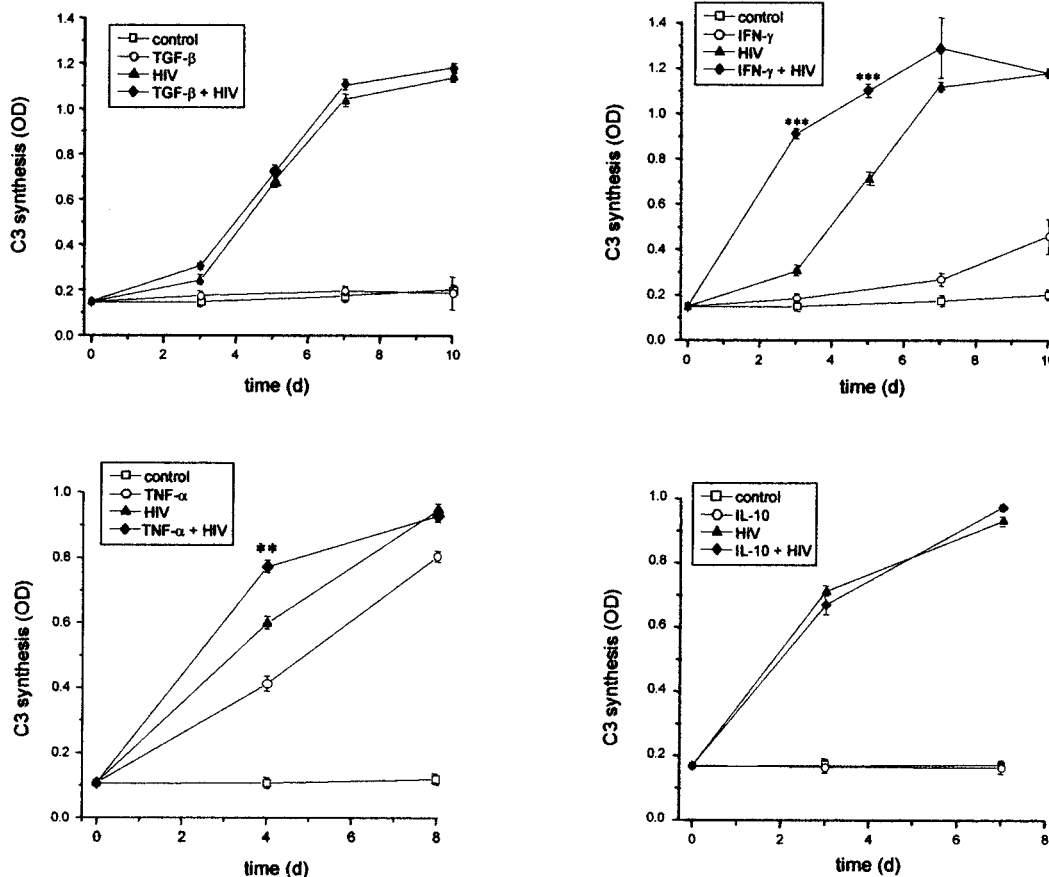 control
TGF-β
HIV
TGF-β + HIV
C3 synthesis (OD)
1.4
1.2
1.0
0.8
0.6
0.4
0.2
0.0
0
2
4
6
8
10
time (d)
control
IFN-γ
HIV
IFN-γ + HIV
***
***
C3 synthesis (OD)
1.4
1.2
1.0
0.8
0.6
0.4
0.2
0.0
0
2
4
6
8
10
time (d)
control
TNF-α
HIV
TNF-α + HIV
**
C3 synthesis (OD)
1.0
0.8
0.6
0.4
0.2
0.0
0
2
4
6
8
time (d)
control
IL-10
HIV
IL-10 + HIV
C3 synthesis (OD)
1.0
0.8
0.6
0.4
0.2
0.0
0
2
4
6
8
time (d)